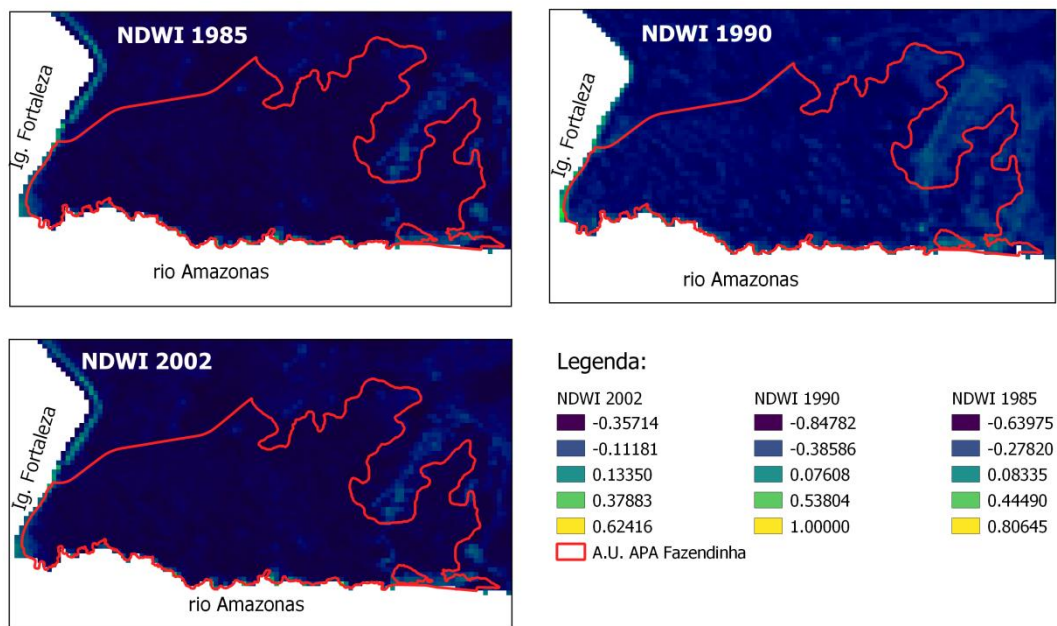 NDWI 1985
Ig. Fortaleza
rio Amazonas
NDWI 1990
Ig. Fortaleza
rio Amazonas
NDWI 2002
Ig. Fortaleza
rio Amazonas
Legenda:
NDWI 2002 NDWI 1990 NDWI 1985
-0.35714 -0.84782 -0.63975
-0.11181 -0.38586 -0.27820
0.13350 0.07608 0.08335
0.37883 0.53804 0.44490
0.62416 1.00000 0.80645
A.U. APA Fazendinha